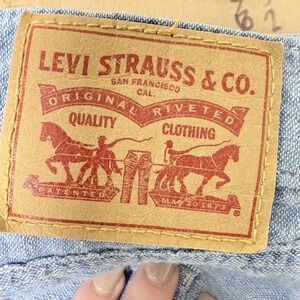 LEVI STRAUSS & CO.
SAN FRANCISCO
CAL.
ORIGINAL RIVETED
QUALITY CLOTHING
PATENTED MAY 20 1873
®